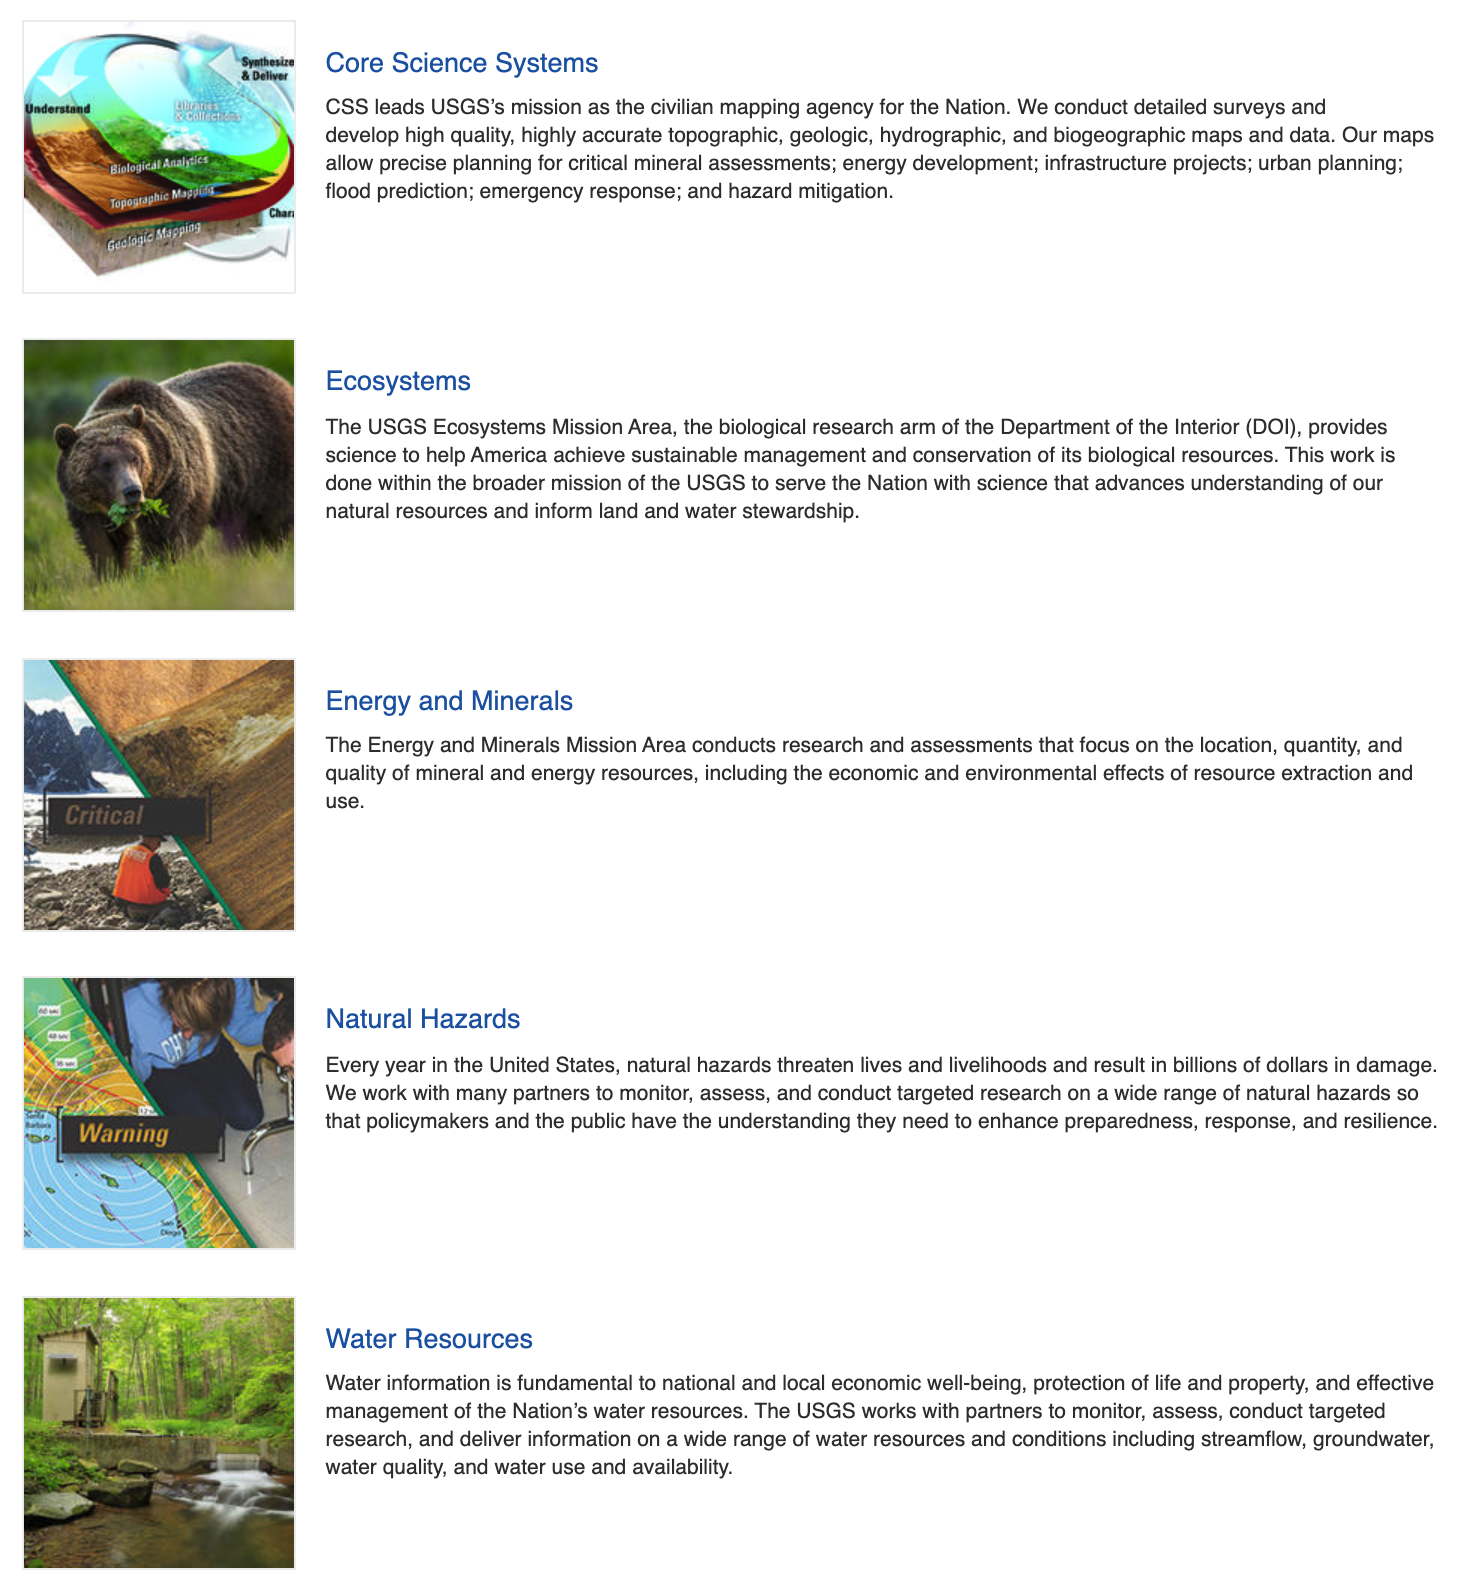 Synthesize
& Deliver
Understand
Libraries
& Collections
Biological Analytics
Topographic Mapping
Geologic Mapping
Core Science Systems
CSS leads USGS’s mission as the civilian mapping agency for the Nation. We conduct detailed surveys and
develop high quality, highly accurate topographic, geologic, hydrographic, and biogeographic maps and data. Our maps
allow precise planning for critical mineral assessments; energy development; infrastructure projects; urban planning;
flood prediction; emergency response; and hazard mitigation.
Ecosystems
The USGS Ecosystems Mission Area, the biological research arm of the Department of the Interior (DOI), provides
science to help America achieve sustainable management and conservation of its biological resources. This work is
done within the broader mission of the USGS to serve the Nation with science that advances understanding of our
natural resources and inform land and water stewardship.
Critical
Energy and Minerals
The Energy and Minerals Mission Area conducts research and assessments that focus on the location, quantity, and
quality of mineral and energy resources, including the economic and environmental effects of resource extraction and
use.
60 sec
48 sec
36 sec
Santa
Barbara
Warning
San
Diego
Natural Hazards
Every year in the United States, natural hazards threaten lives and livelihoods and result in billions of dollars in damage.
We work with many partners to monitor, assess, and conduct targeted research on a wide range of natural hazards so
that policymakers and the public have the understanding they need to enhance preparedness, response, and resilience.
Water Resources
Water information is fundamental to national and local economic well-being, protection of life and property, and effective
management of the Nation’s water resources. The USGS works with partners to monitor, assess, conduct targeted
research, and deliver information on a wide range of water resources and conditions including streamflow, groundwater,
water quality, and water use and availability.